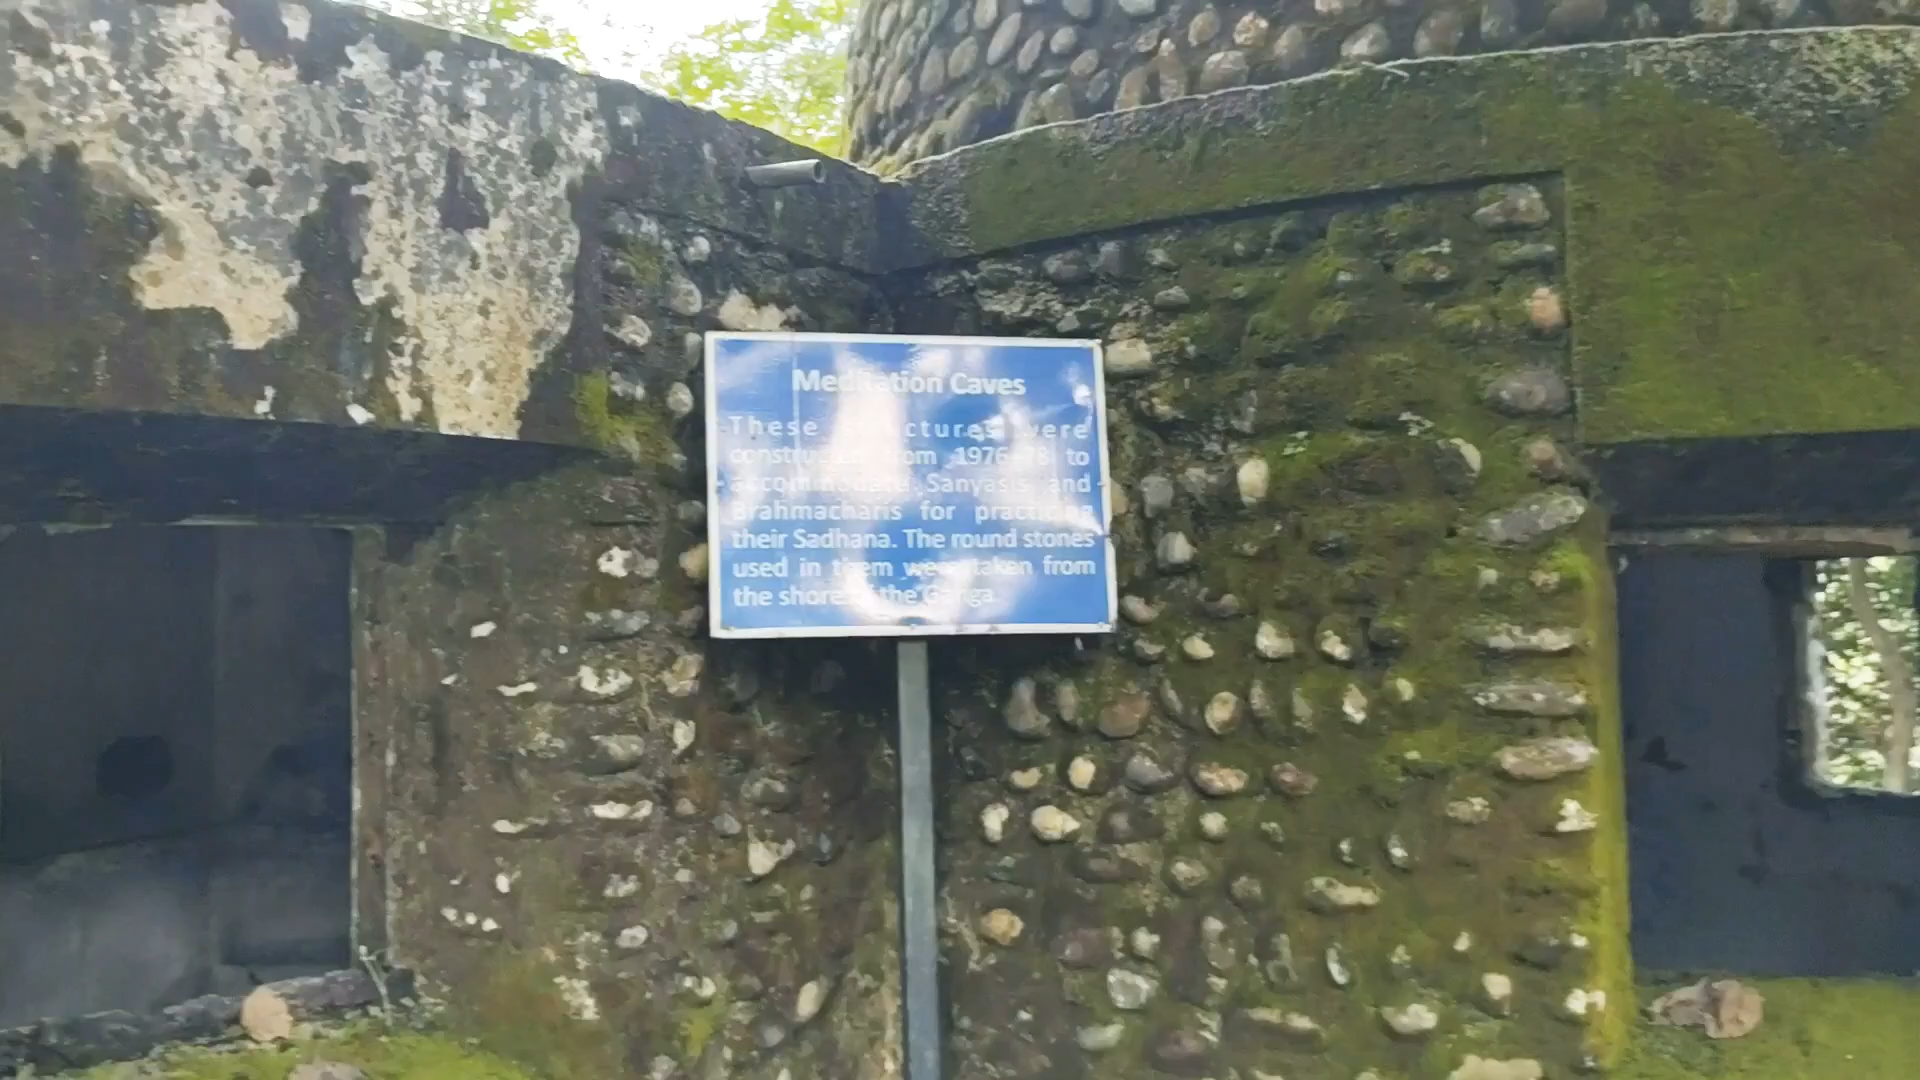 Meditation Caves
These structures were
constructed from 1976-78 to
accommodate Sanyasis and
Brahmacharis for practicing
their Sadhana. The round stones
used in them were taken from
the shore of the Ganga.